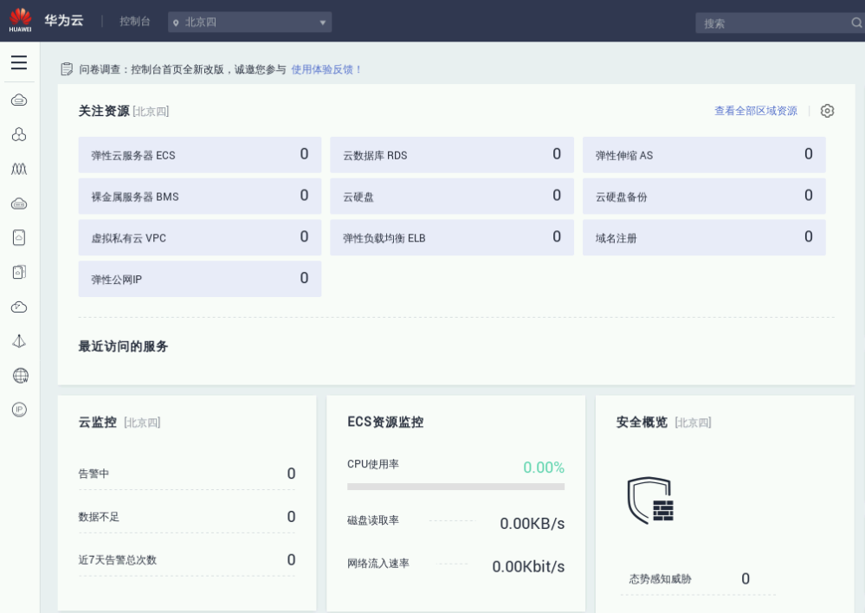 HUAWEI 华为云 控制台 北京四 搜索
问卷调查：控制台首页全新改版，诚邀您参与 使用体验反馈！
关注资源 [北京四] 查看全部区域资源
弹性云服务器 ECS 0 云数据库 RDS 0 弹性伸缩 AS 0
裸金属服务器 BMS 0 云硬盘 0 云硬盘备份 0
虚拟私有云 VPC 0 弹性负载均衡 ELB 0 域名注册 0
弹性公网IP 0
最近访问的服务
云监控 [北京四]
告警中 0
数据不足 0
近7天告警总次数 0
ECS资源监控
CPU使用率 0.00%
磁盘读取率 0.00KB/s
网络流入速率 0.00Kbit/s
安全概览 [北京四]
态势感知威胁 0
IP